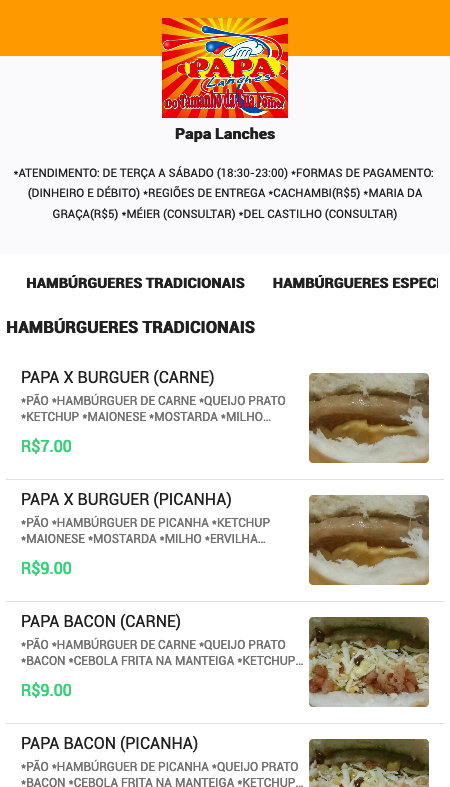 PAPA
Lanches
Do Tamanho da Sua Fome!
Papa Lanches
*ATENDIMENTO: DE TERÇA A SÁBADO (18:30-23:00) *FORMAS DE PAGAMENTO:
(DINHEIRO E DÉBITO) *REGIÕES DE ENTREGA *CACHAMBI(R$5) *MARIA DA
GRAÇA(R$5) *MÉIER (CONSULTAR) *DEL CASTILHO (CONSULTAR)
HAMBÚRGUERES TRADICIONAIS HAMBÚRGUERES ESPECI
HAMBÚRGUERES TRADICIONAIS
PAPA X BURGUER (CARNE)
*PÃO *HAMBÚRGUER DE CARNE *QUEIJO PRATO
*KETCHUP *MAIONESE *MOSTARDA *MILHO...
R$7.00
PAPA X BURGUER (PICANHA)
*PÃO *HAMBÚRGUER DE PICANHA *KETCHUP
*MAIONESE *MOSTARDA *MILHO *ERVILHA...
R$9.00
PAPA BACON (CARNE)
*PÃO *HAMBÚRGUER DE CARNE *QUEIJO PRATO
*BACON *CEBOLA FRITA NA MANTEIGA *KETCHUP...
R$9.00
PAPA BACON (PICANHA)
*PÃO *HAMBÚRGUER DE PICANHA *QUEIJO PRATO
*BACON *CEBOLA FRITA NA MANTEIGA *KETCHUP...